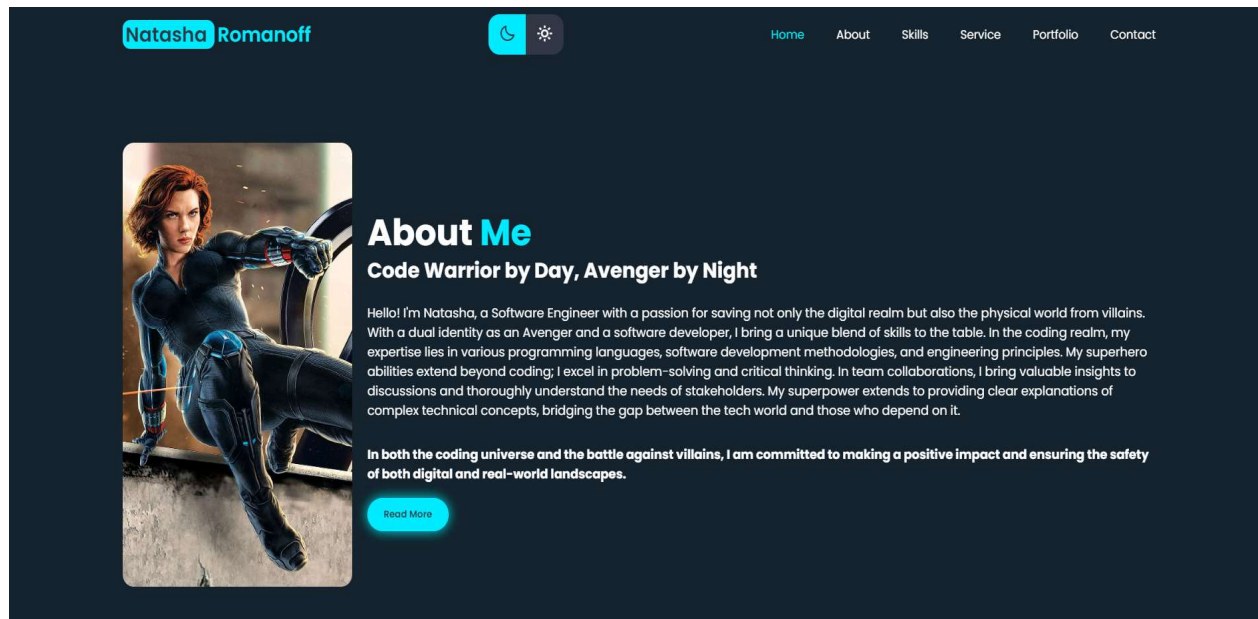 Natasha Romanoff
Home About Skills Service Portfolio Contact
About Me
Code Warrior by Day, Avenger by Night
Hello! I'm Natasha, a Software Engineer with a passion for saving not only the digital realm but also the physical world from villains.
With a dual identity as an Avenger and a software developer, I bring a unique blend of skills to the table. In the coding realm, my
expertise lies in various programming languages, software development methodologies, and engineering principles. My superhero
abilities extend beyond coding; I excel in problem-solving and critical thinking. In team collaborations, I bring valuable insights to
discussions and thoroughly understand the needs of stakeholders. My superpower extends to providing clear explanations of
complex technical concepts, bridging the gap between the tech world and those who depend on it.
In both the coding universe and the battle against villains, I am committed to making a positive impact and ensuring the safety
of both digital and real-world landscapes.
Read More